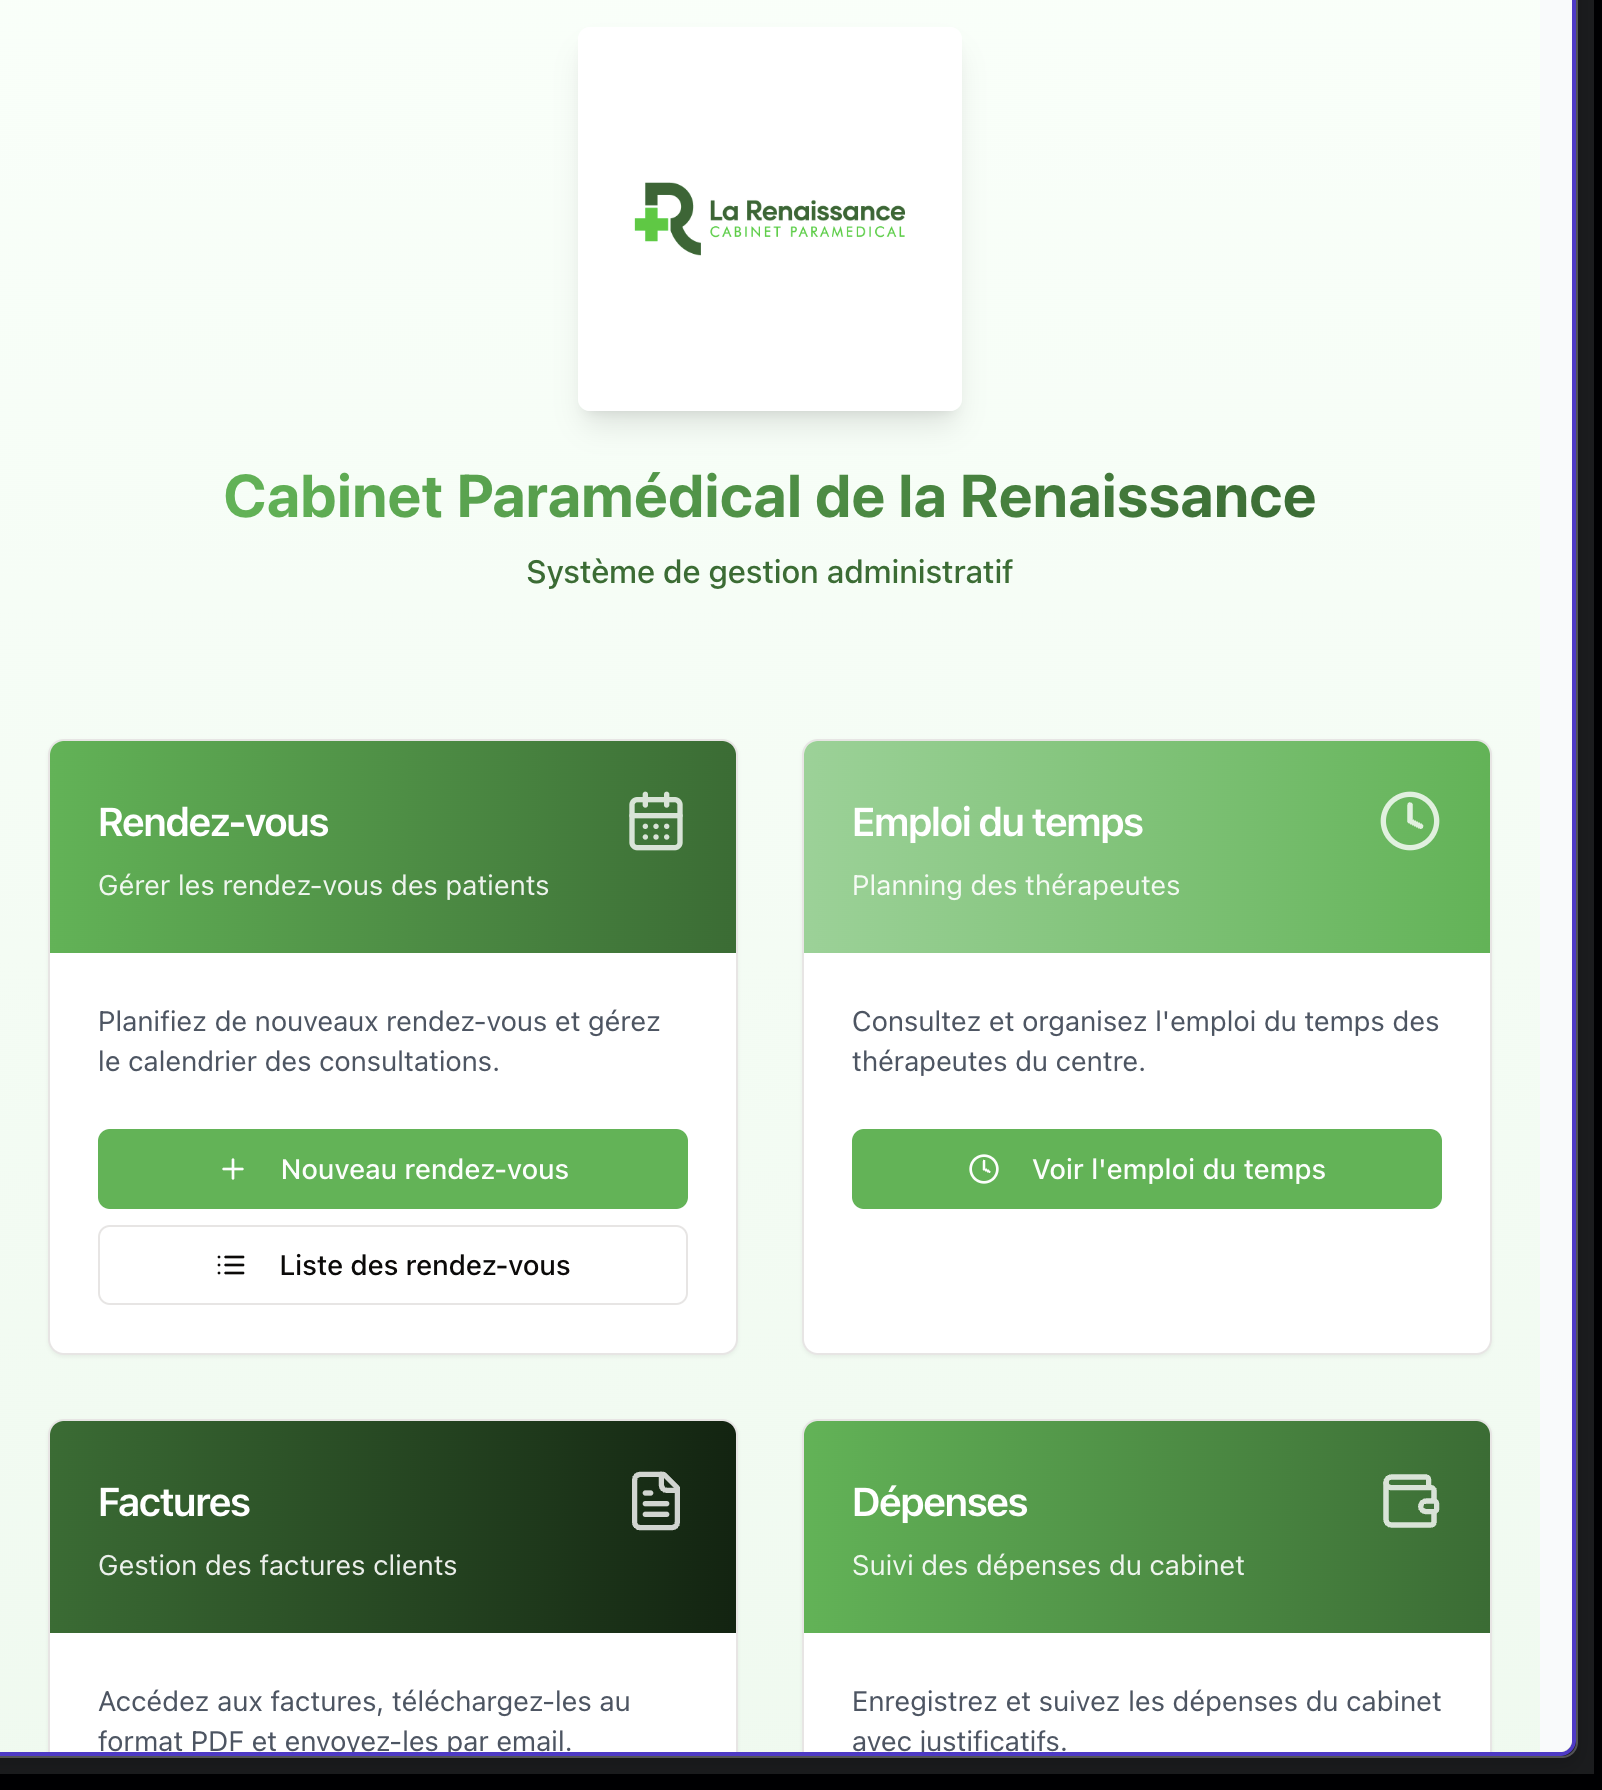 La Renaissance
CABINET PARAMEDICAL
Cabinet Paramédical de la Renaissance
Système de gestion administratif
Rendez-vous
Gérer les rendez-vous des patients
Planifiez de nouveaux rendez-vous et gérez
le calendrier des consultations.
Nouveau rendez-vous
Liste des rendez-vous
Emploi du temps
Planning des thérapeutes
Consultez et organisez l'emploi du temps des
thérapeutes du centre.
Voir l'emploi du temps
Factures
Gestion des factures clients
Accédez aux factures, téléchargez-les au
format PDF et envoyez-les par email.
Dépenses
Suivi des dépenses du cabinet
Enregistrez et suivez les dépenses du cabinet
avec justificatifs.